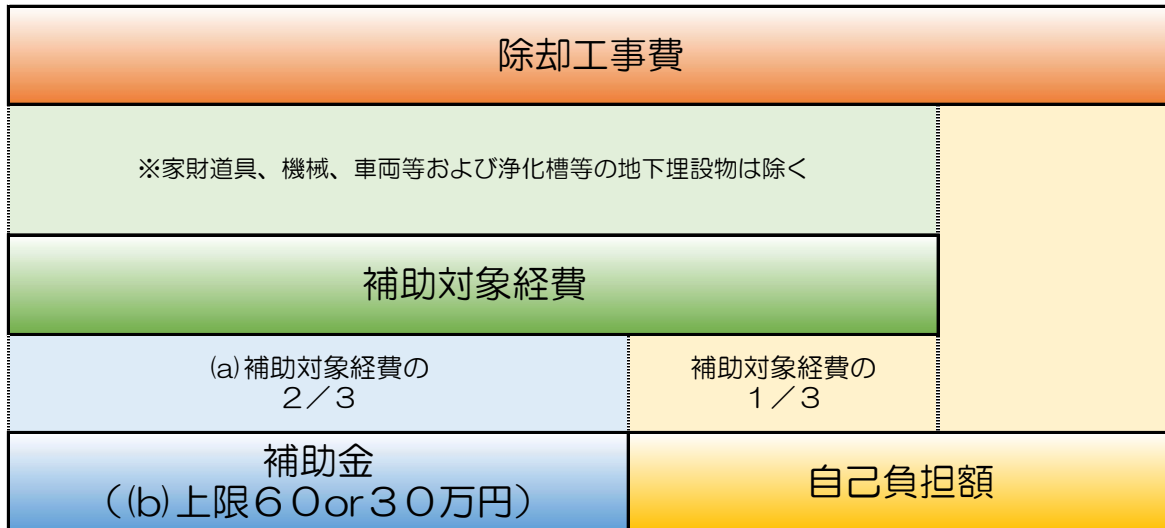 除却工事費
※家財道具、機械、車両等および浄化槽等の地下埋設物は除く
補助対象経費
(a)補助対象経費の
２／３
補助対象経費の
１／３
補助金
（(b)上限６０or３０万円）
自己負担額